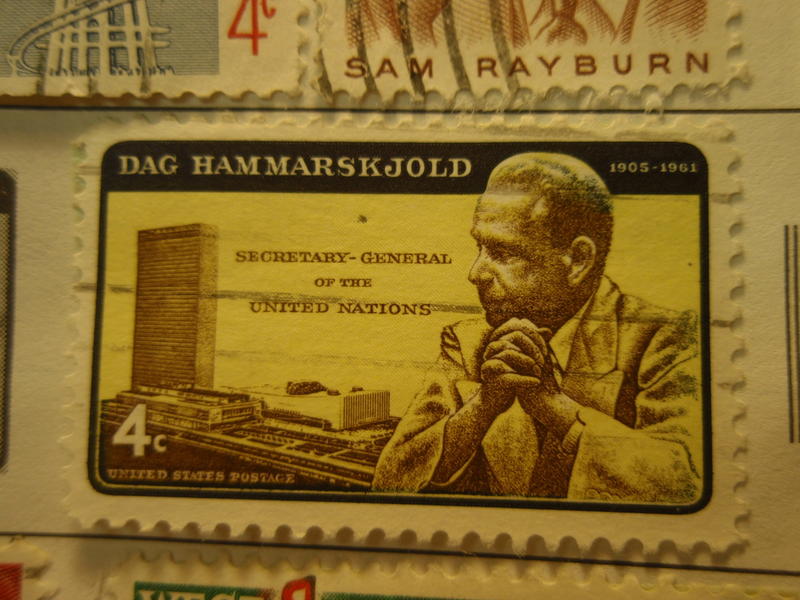 4c
SAM RAYBURN
DAG HAMMARSKJOLD
1905-1961
SECRETARY-GENERAL
OF THE
UNITED NATIONS
4c
UNITED STATES POSTAGE